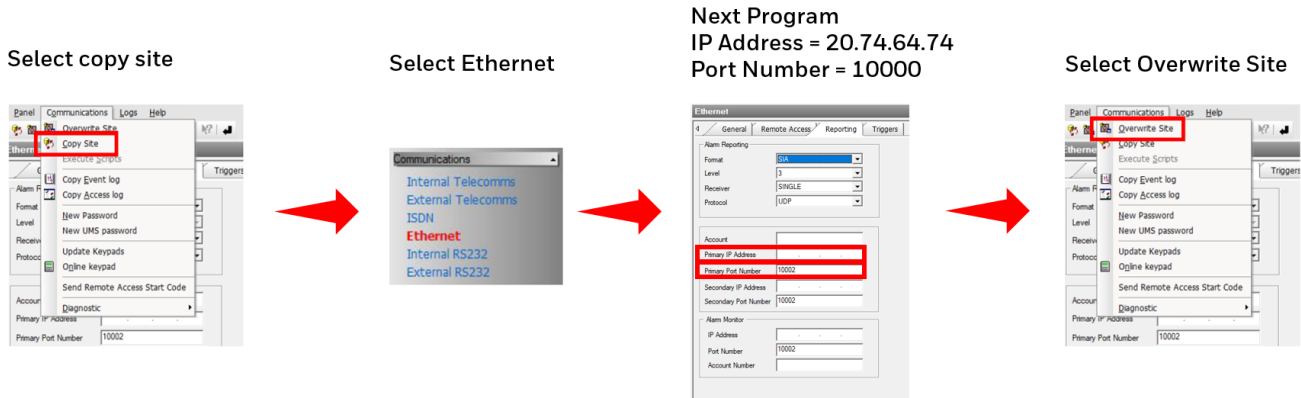 Select copy site
Panel Communications Logs Help
Overwrite Site
Copy Site
Execute Scripts
Triggers
Copy Event log
Copy Access log
Format
New Password
Level
New UMS password
Update Keypads
Online keypad
Send Remote Access Start Code
Diagnostic
Primary IP Address
Primary Port Number 10002
Select Ethernet
Communications
Internal Telecomms
External Telecomms
ISDN
Ethernet
Internal RS232
External RS232
Next Program
IP Address = 20.74.64.74
Port Number = 10000
Ethernet
General Remote Access Reporting Triggers
Alarm Reporting
Format SIA
Level 3
Receiver SINGLE
Protocol UDP
Account
Primary IP Address . . .
Primary Port Number 10002
Secondary IP Address . . .
Secondary Port Number 10002
Alarm Monitor
IP Address . . .
Port Number 10002
Account Number
Select Overwrite Site
Panel Communications Logs Help
Overwrite Site
Copy Site
Execute Scripts
Triggers
Copy Event log
Copy Access log
Format
New Password
Level
New UMS password
Update Keypads
Online keypad
Send Remote Access Start Code
Diagnostic
Primary IP Address
Primary Port Number 10002